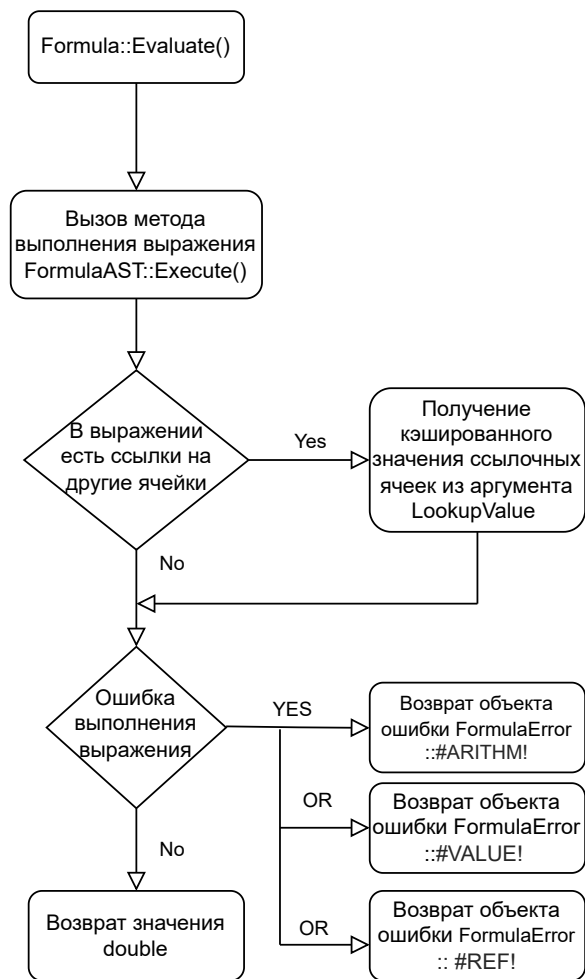 Formula::Evaluate()
Вызов метода
выполнения выражения
FormulaAST::Execute()
В выражении
есть ссылки на
другие ячейки
Yes
Получение
кэшированного
значения ссылочных
ячеек из аргумента
LookupValue
No
Ошибка
выполнения
выражения
YES
Возврат объекта
ошибки FormulaError
::#ARITHM!
OR
Возврат объекта
ошибки FormulaError
::#VALUE!
No
OR
Возврат объекта
ошибки FormulaError
:: #REF!
Возврат значения
double